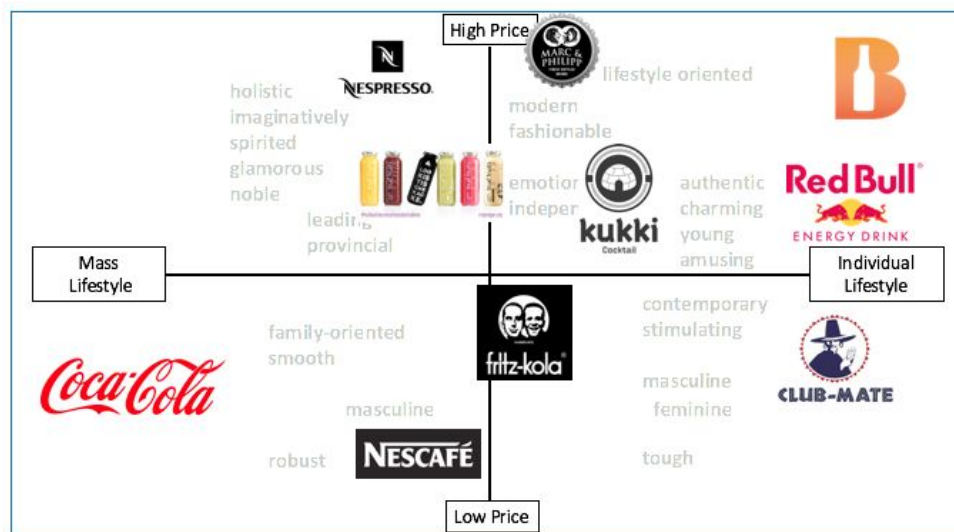 High Price
NESPRESSO
MARC &
PHILIPP
lifestyle oriented
holistic
imaginatively
spirited
glamorous
noble
modern
fashionable
B
emotion
indepen
kukki
Cocktail
authentic
charming
young
amusing
Red Bull®
ENERGY DRINK
leading
provincial
Mass
Lifestyle
Individual
Lifestyle
family-oriented
smooth
fritz-kola®
contemporary
stimulating
Coca-Cola
CLUB-MATE
masculine
masculine
feminine
robust
NESCAFÉ
tough
Low Price